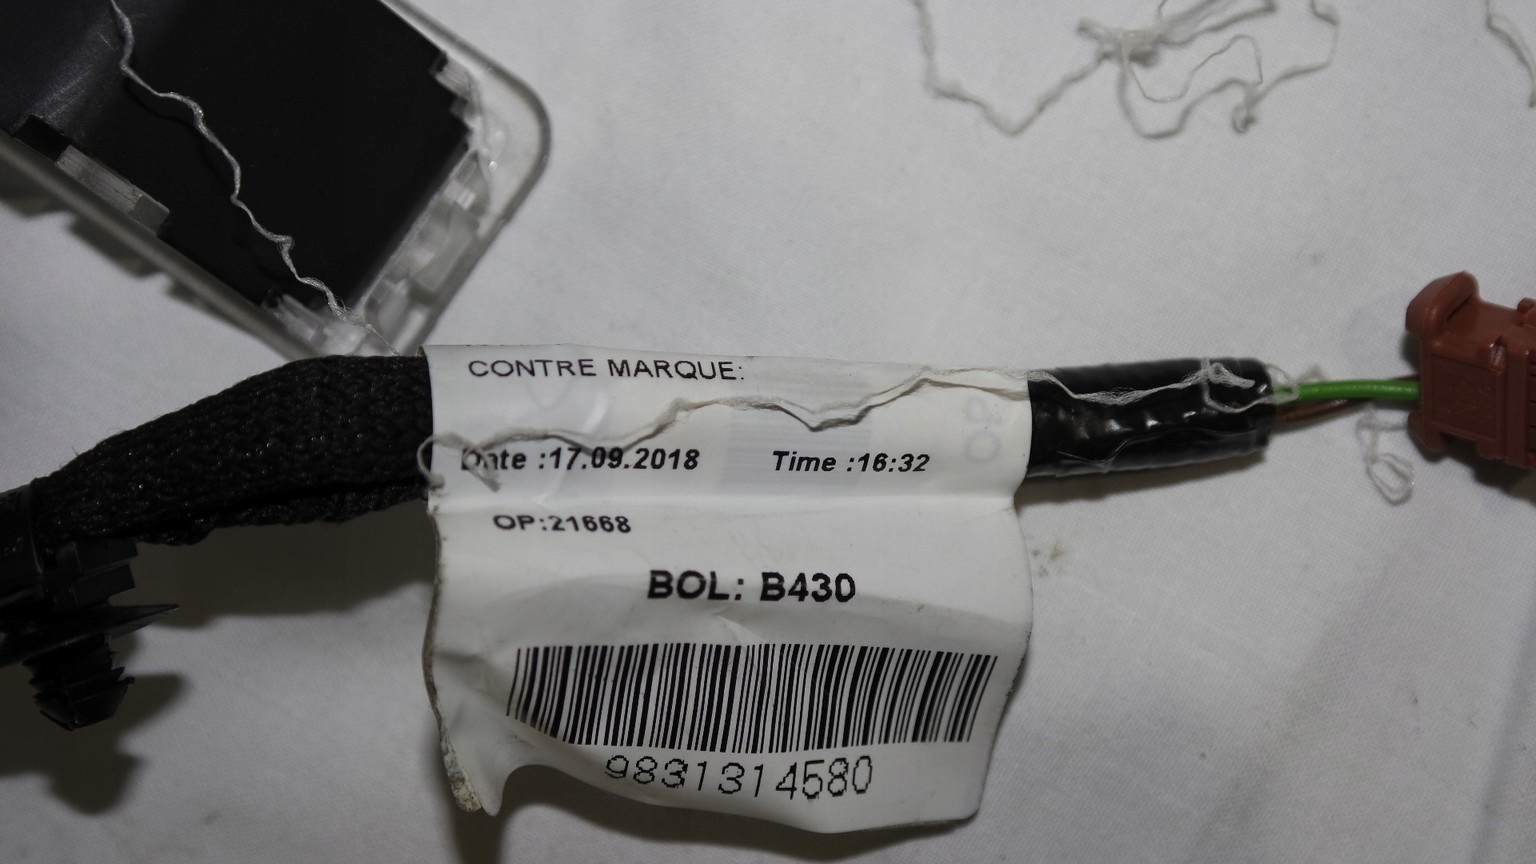 CONTRE MARQUE:
Date :17.09.2018 Time :16:32
OP:21668
BOL: B430
9831314580